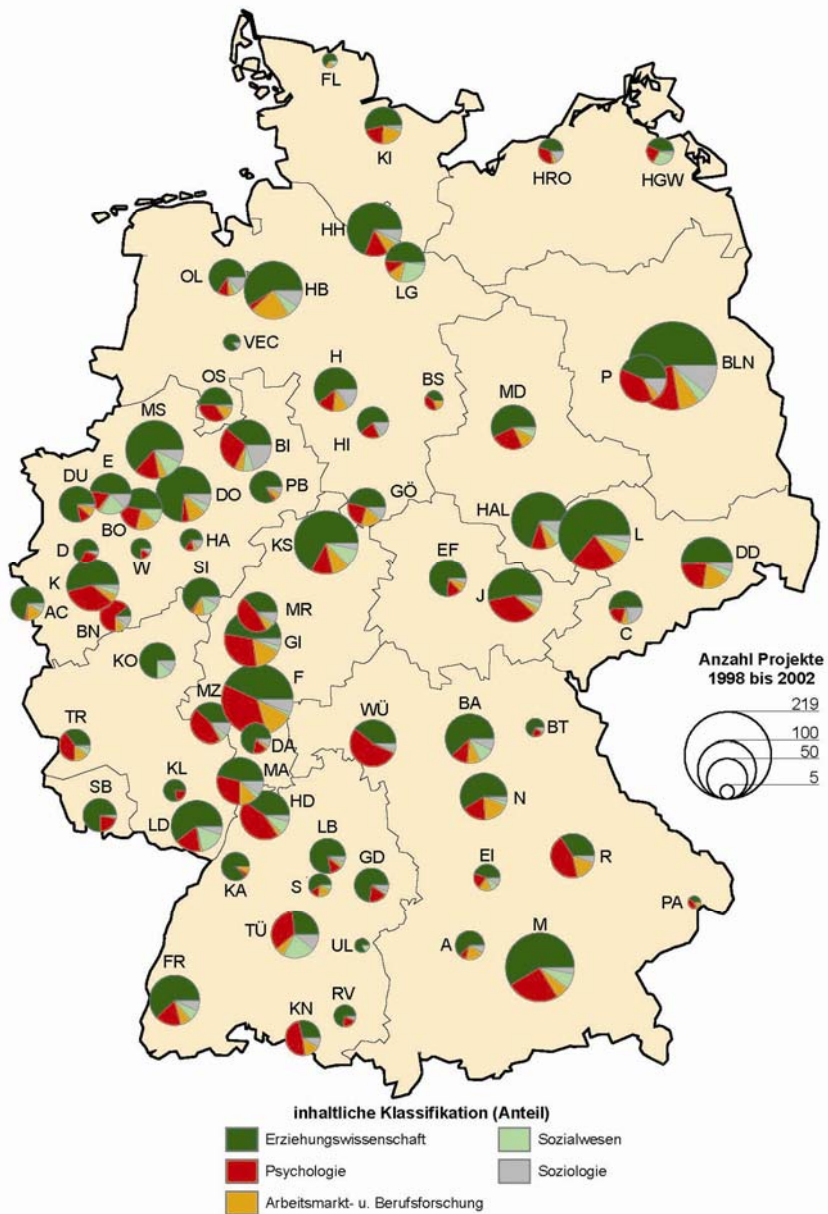 FL
KI
HRO
HGW
HH
LG
OL
HB
VEC
H
BS
P
BLN
OS
MD
HI
MS
BI
E
DU
PB
BO
DO
GÖ
HAL
L
D
W
HA
KS
EF
DD
K
SI
J
AC
BN
MR
C
GI
KO
F
Anzahl Projekte
1998 bis 2002
219
100
50
5
MZ
WÜ
BA
BT
TR
DA
MA
KL
SB
HD
N
LD
LB
R
KA
S
GD
EI
PA
TÜ
UL
A
M
FR
KN
RV
inhaltliche Klassifikation (Anteil)
Erziehungswissenschaft
Sozialwesen
Psychologie
Soziologie
Arbeitsmarkt- u. Berufsforschung